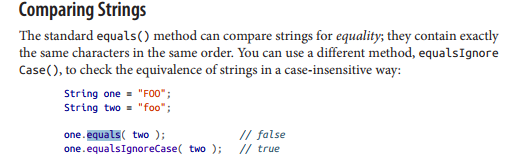 Comparing Strings
The standard equals() method can compare strings for equality; they contain exactly
the same characters in the same order. You can use a different method, equalsIgnore
Case(), to check the equivalence of strings in a case-insensitive way:
String one = "FOO";
String two = "foo";
one.equals( two ); // false
one.equalsIgnoreCase( two ); // true